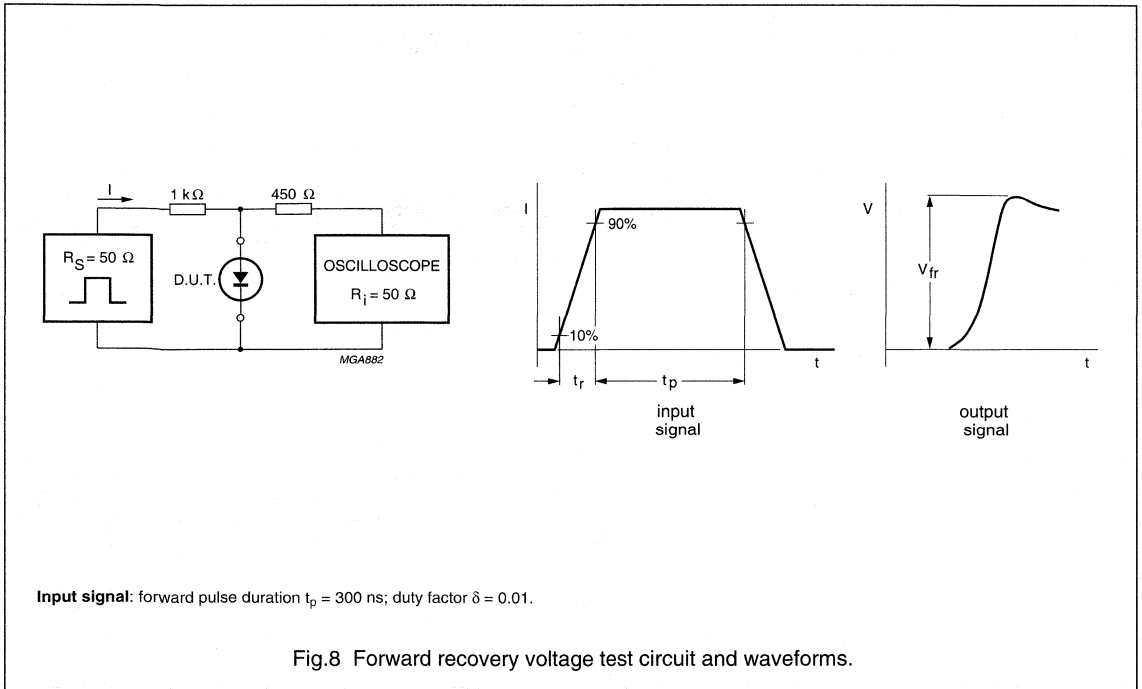 I
1 kΩ
450 Ω
R_S = 50 Ω
D.U.T.
OSCILLOSCOPE
R_i = 50 Ω
MGA882
I
90%
10%
t
t_r
t_p
input
signal
V
V_fr
t
output
signal
Input signal: forward pulse duration t_p = 300 ns; duty factor δ = 0.01.
Fig.8 Forward recovery voltage test circuit and waveforms.